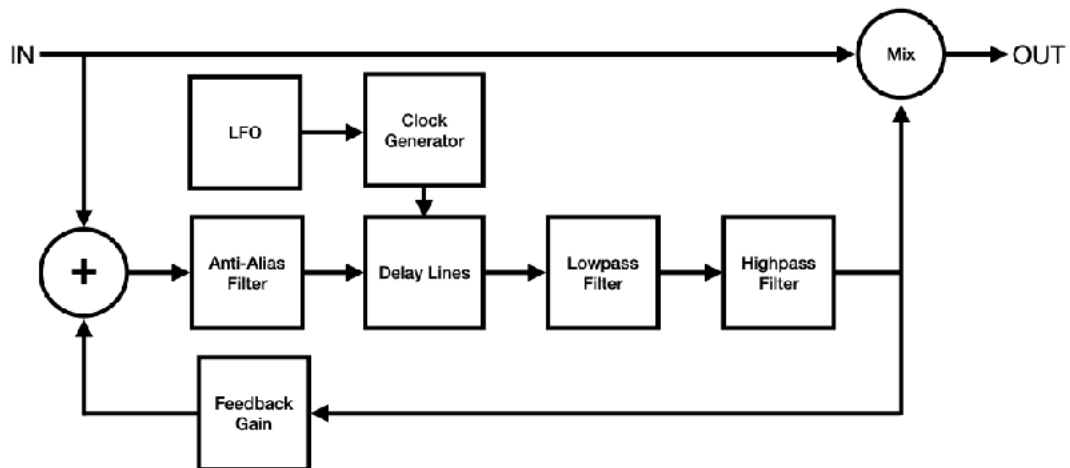 IN
Mix
OUT
LFO
Clock
Generator
+
Anti-Alias
Filter
Delay Lines
Lowpass
Filter
Highpass
Filter
Feedback
Gain